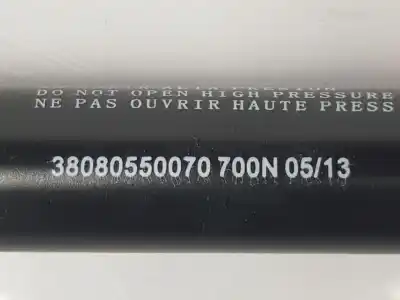 DO NOT OPEN HIGH PRESSURE
NE PAS OUVRIR HAUTE PRESS
38080550070 700N 05/13